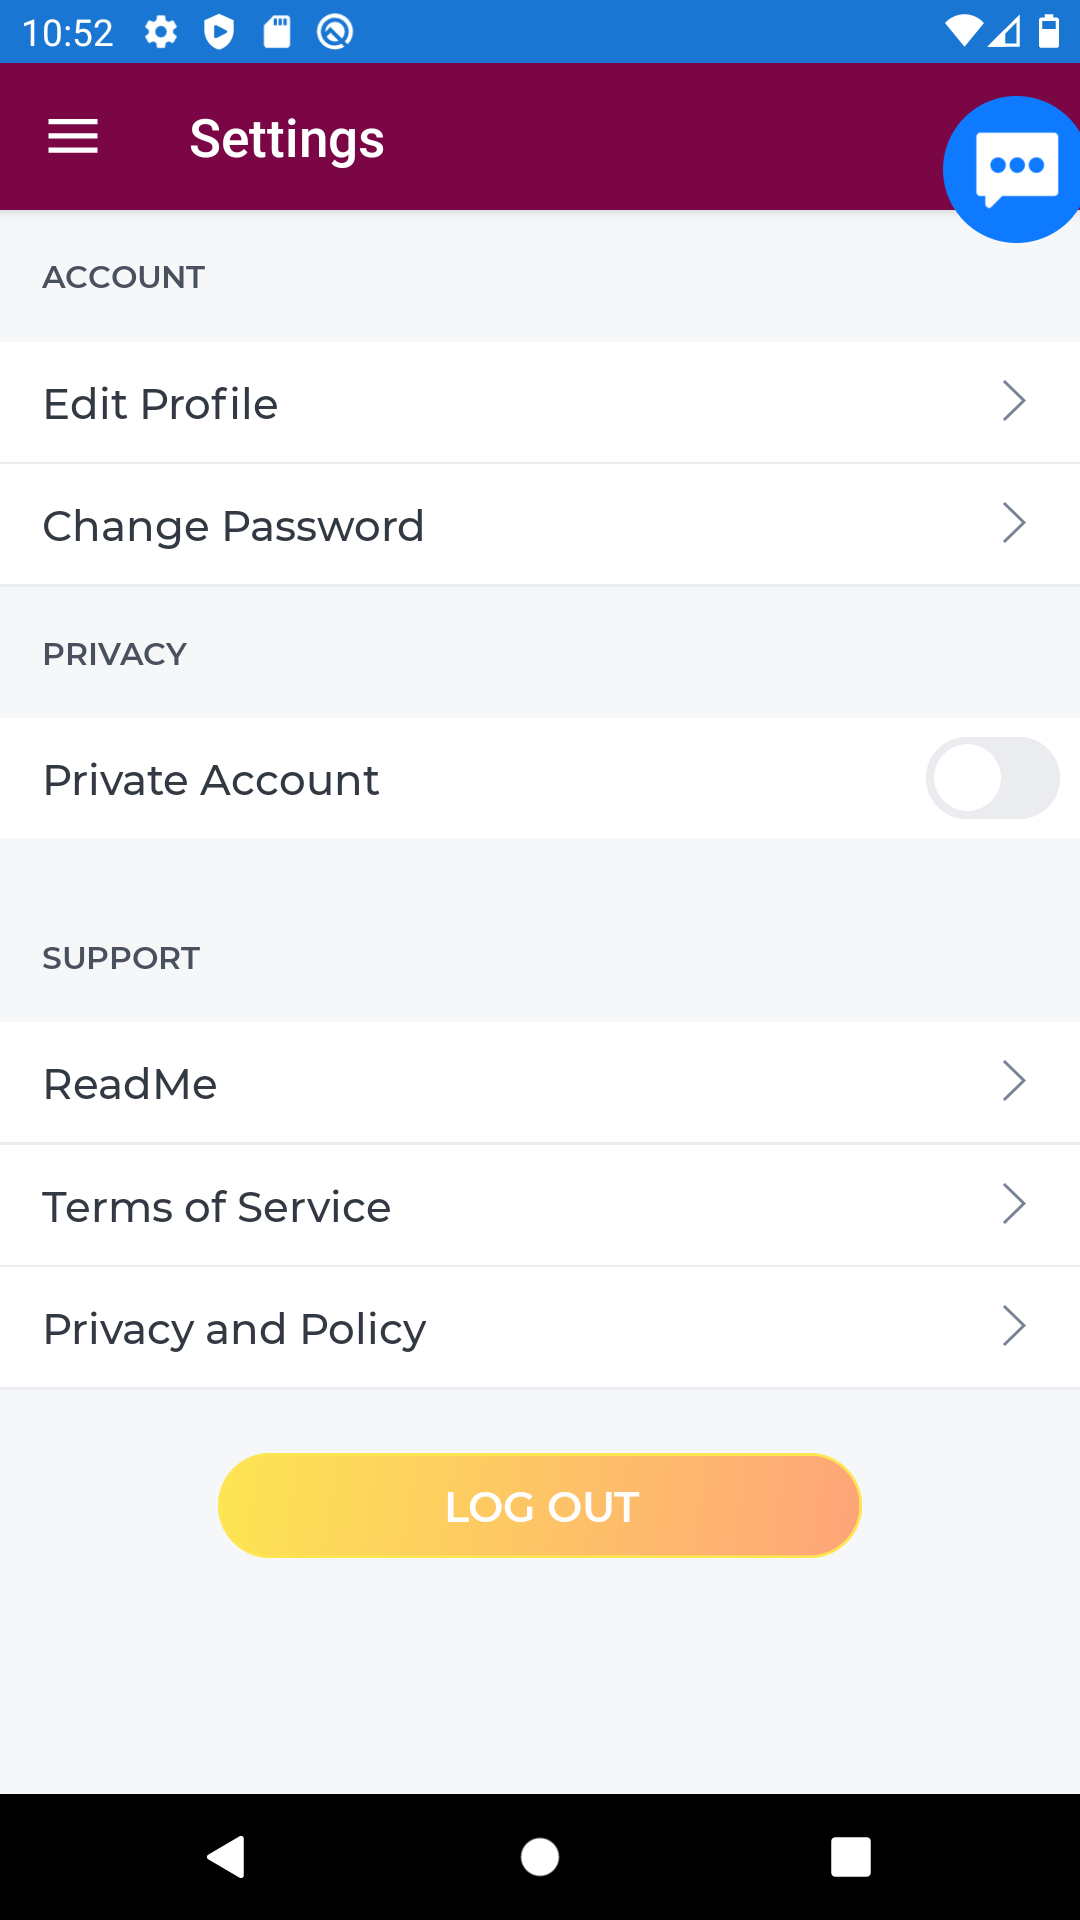 10:52
Settings
ACCOUNT
Edit Profile
Change Password
PRIVACY
Private Account
SUPPORT
ReadMe
Terms of Service
Privacy and Policy
LOG OUT